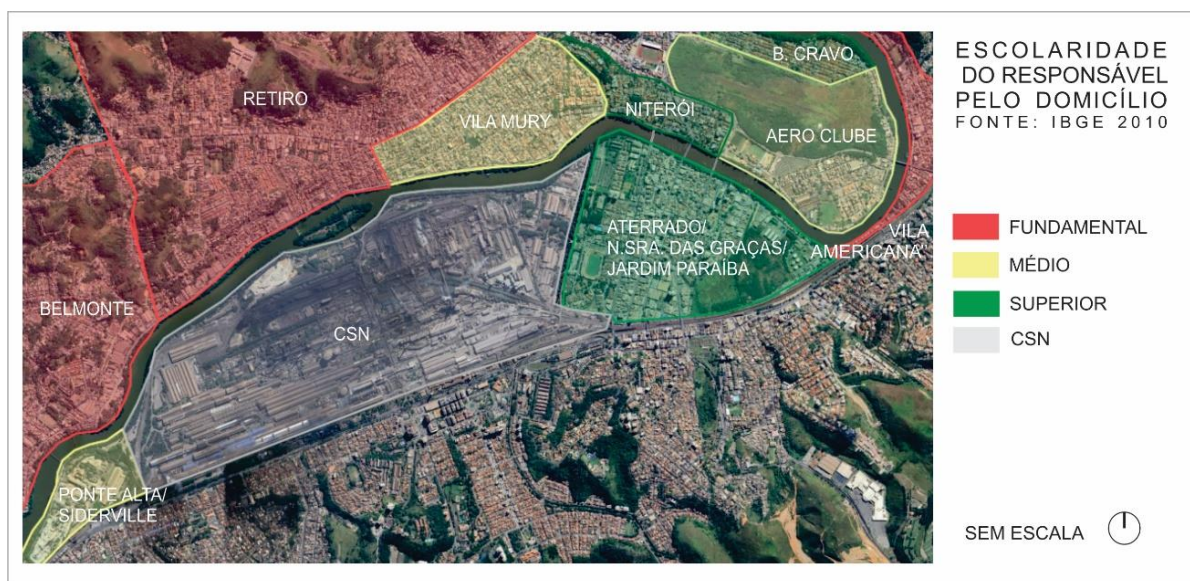 ESCOLARIDADE
DO RESPONSÁVEL
PELO DOMICÍLIO
FONTE: IBGE 2010
B. CRAVO
RETIRO
VILA MURY
NITERÓI
AERO CLUBE
ATERRADO/
N.SRA. DAS GRAÇAS/
JARDIM PARAÍBA
VILA
AMERICANA"
BELMONTE
CSN
PONTE ALTA/
SIDERVILLE
FUNDAMENTAL
MÉDIO
SUPERIOR
CSN
SEM ESCALA